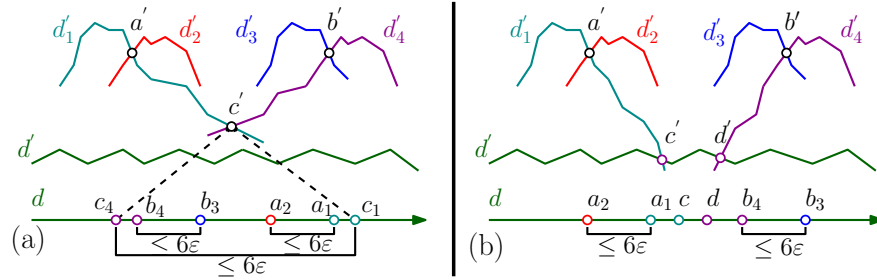 d′₁ a′ d′₂ d′₃ b′ d′₄
c′
d′
d
c₄ b₄ b₃ a₂ a₁ c₁
(a) ≤ 6ε ≤ 6ε
≤ 6ε
d′₁ a′ d′₂ d′₃ b′ d′₄
c′ d′
d′
d
a₂ a₁ c d b₄ b₃
(b) ≤ 6ε ≤ 6ε